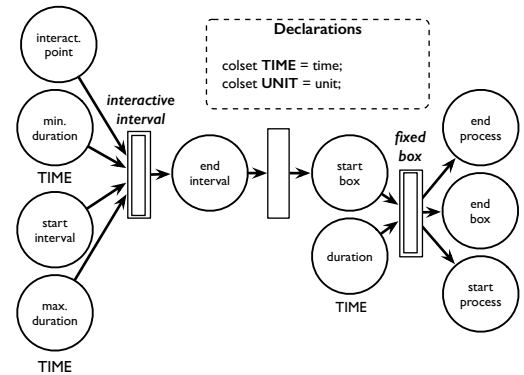 interact.
point
min.
duration
TIME
start
interval
max.
duration
TIME
interactive
interval
end
interval
Declarations
colset TIME = time;
colset UNIT = unit;
start
box
duration
TIME
fixed
box
end
process
end
box
start
process